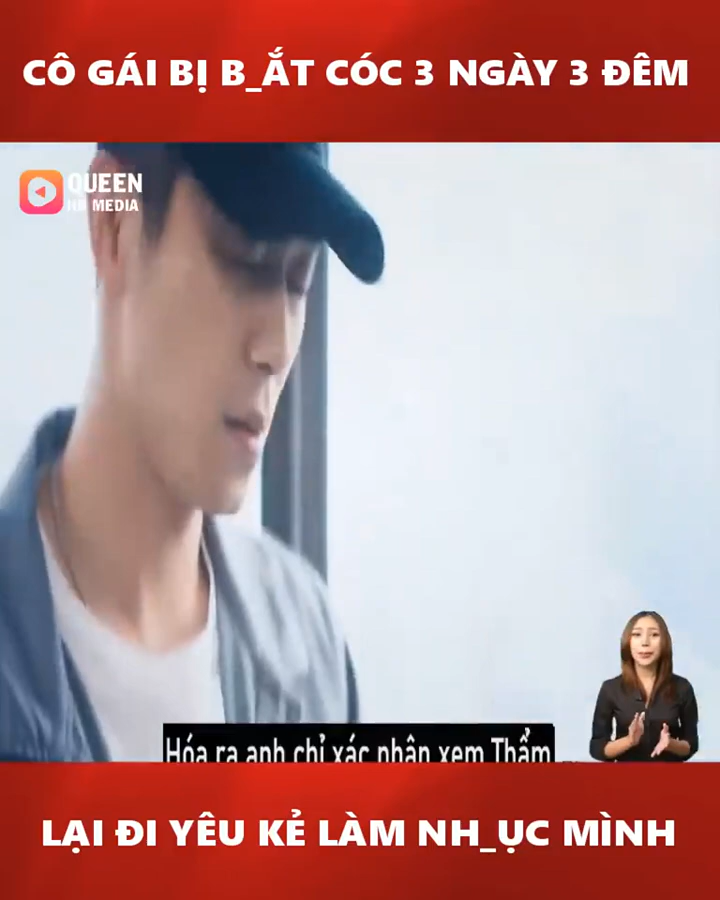 CÔ GÁI BỊ B_ẮT CÓC 3 NGÀY 3 ĐÊM
QUEEN
HB MEDIA
Hóa ra anh chỉ xác nhận xem Thẩm
LẠI ĐI YÊU KẺ LÀM NH_ỤC MÌNH